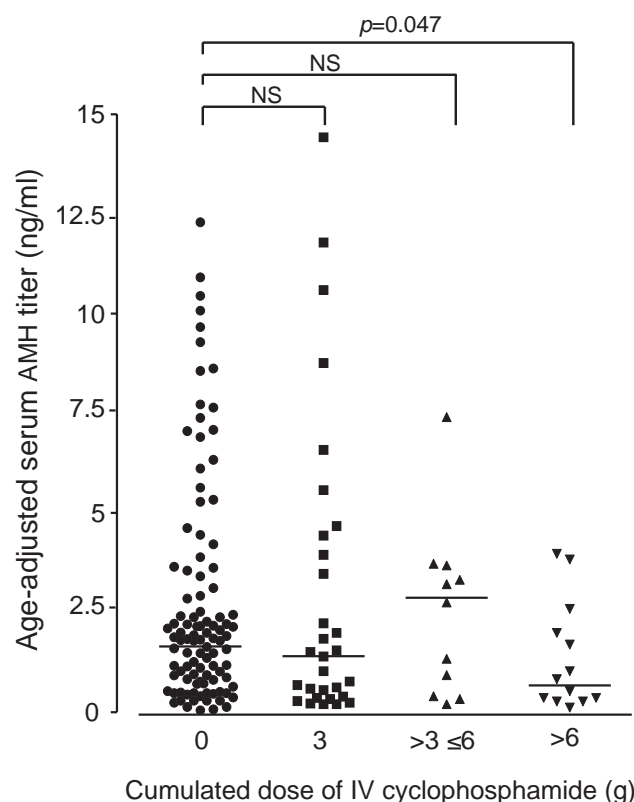 p=0.047
NS
NS
Age-adjusted serum AMH titer (ng/ml)
15
12.5
10
7.5
5
2.5
0
0 3 >3 ≤6 >6
Cumulated dose of IV cyclophosphamide (g)